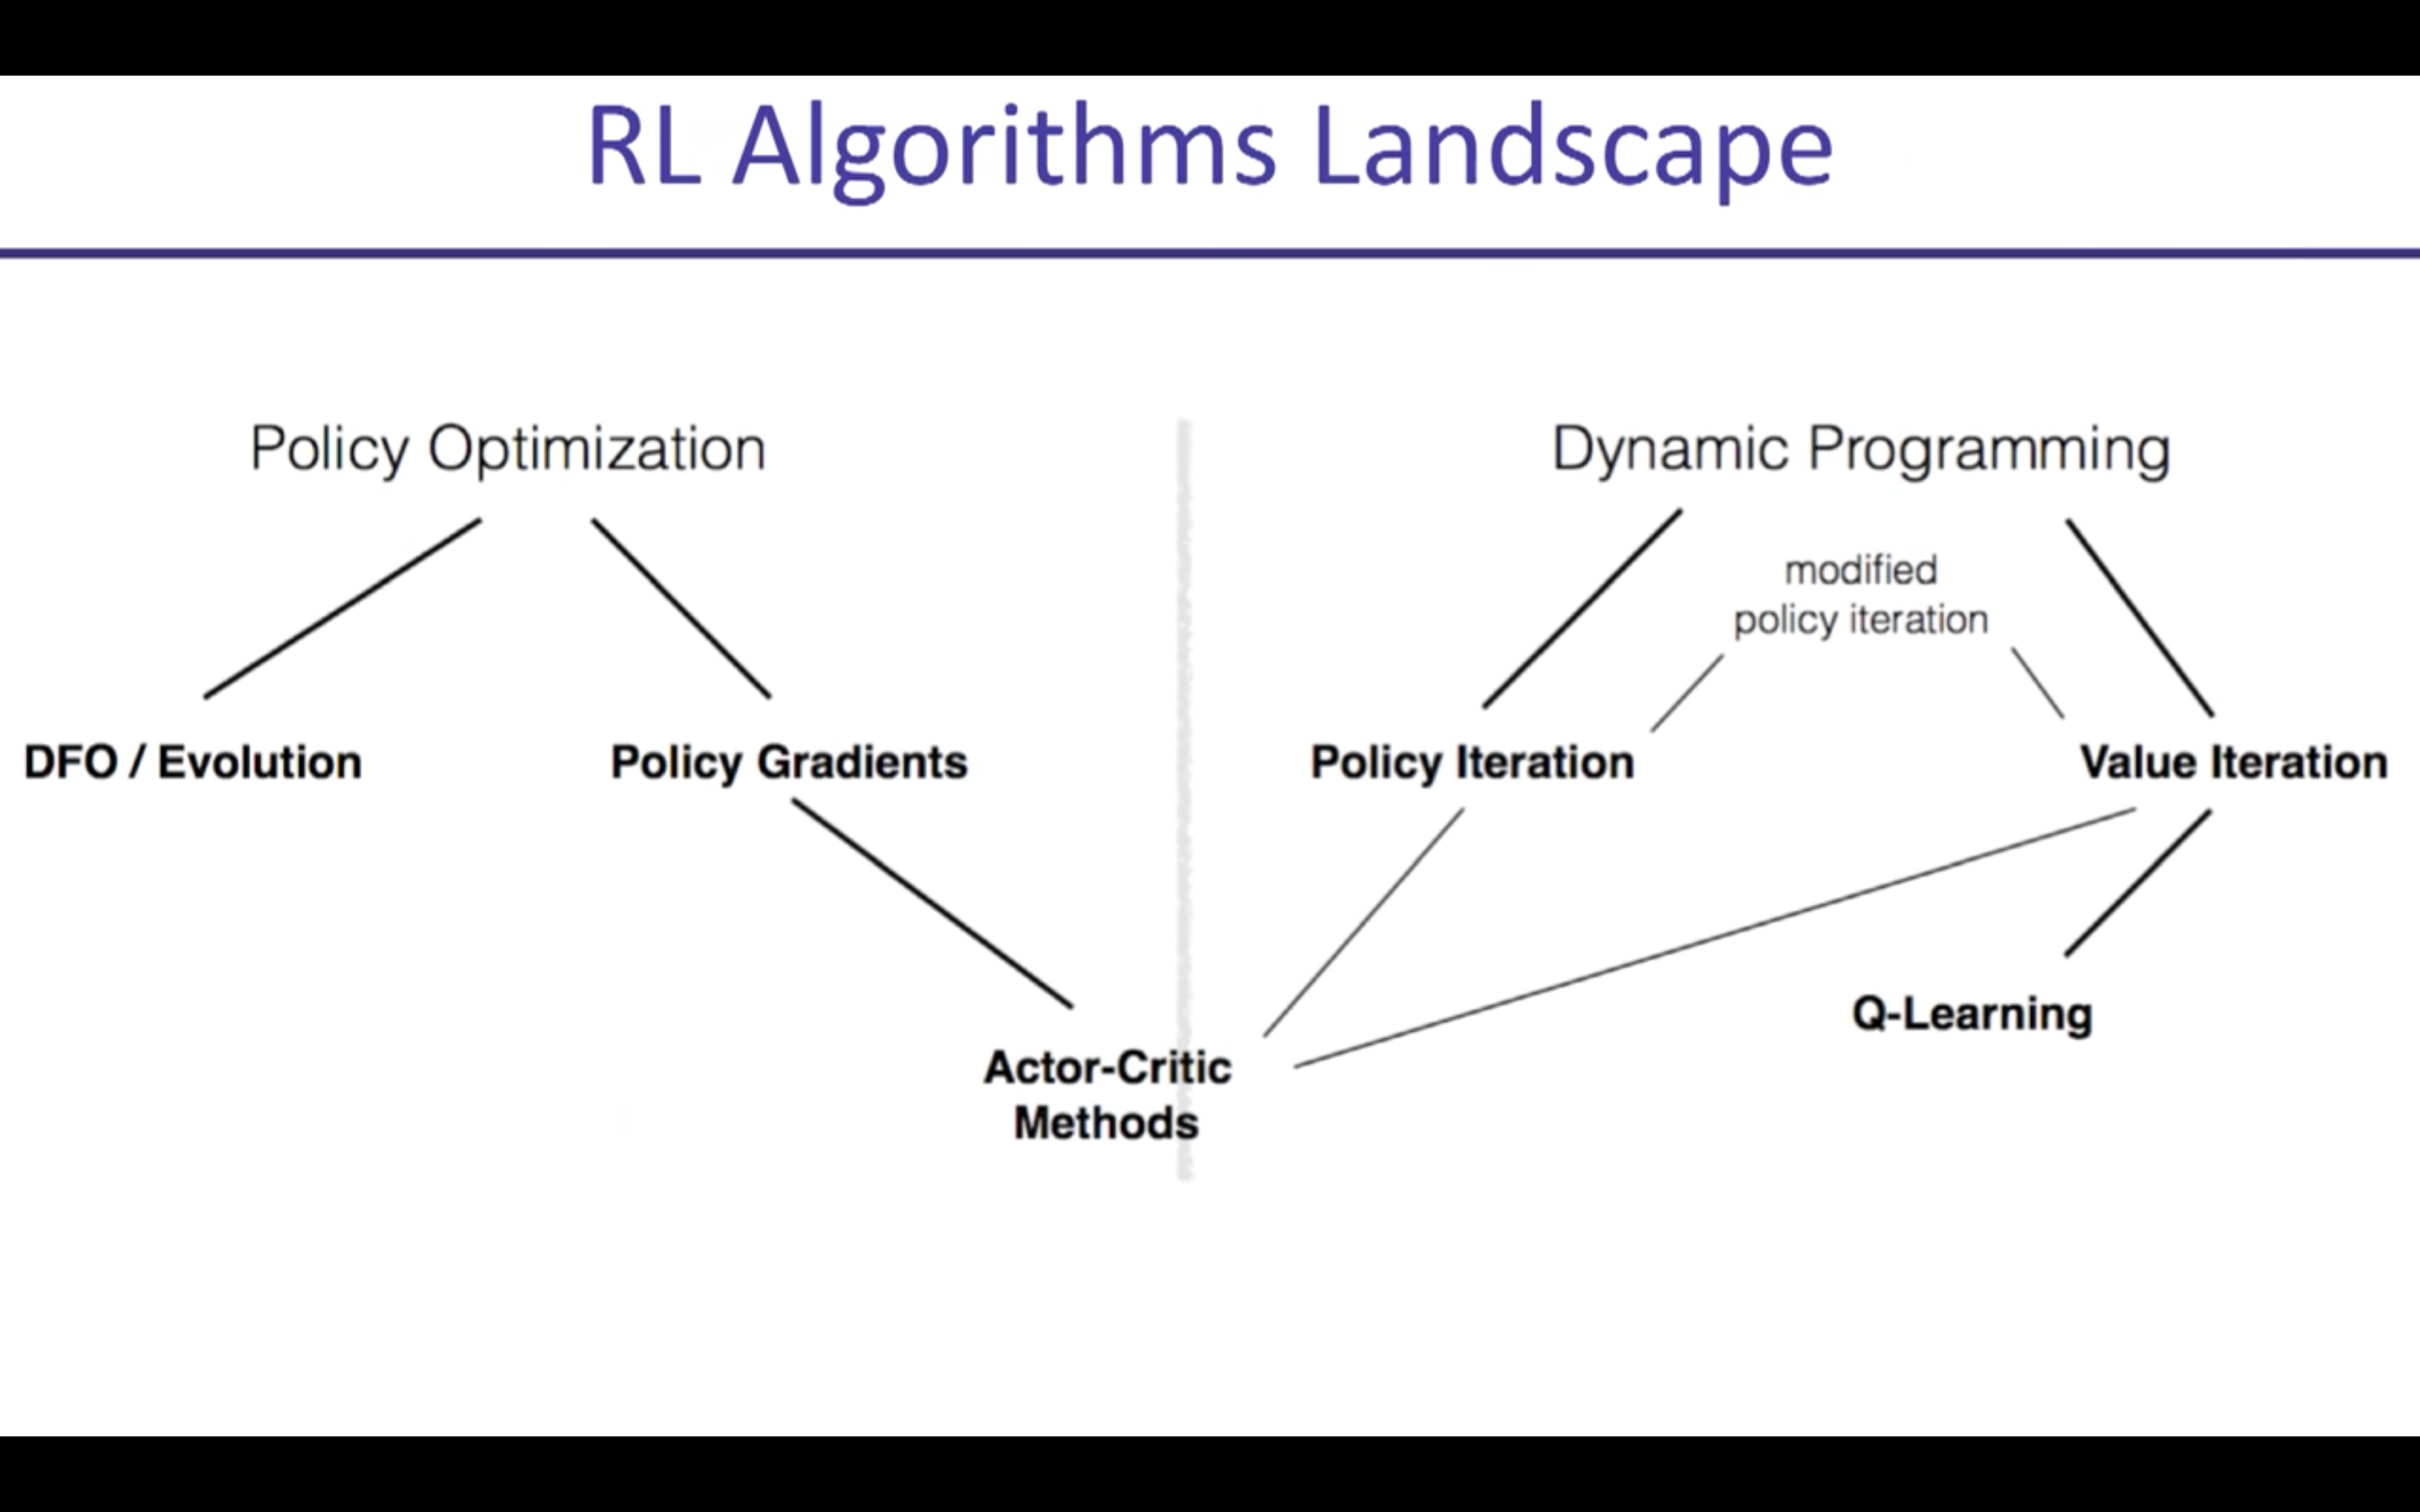 RL Algorithms Landscape
Policy Optimization
Dynamic Programming
modified
policy iteration
DFO / Evolution
Policy Gradients
Policy Iteration
Value Iteration
Q-Learning
Actor-Critic
Methods